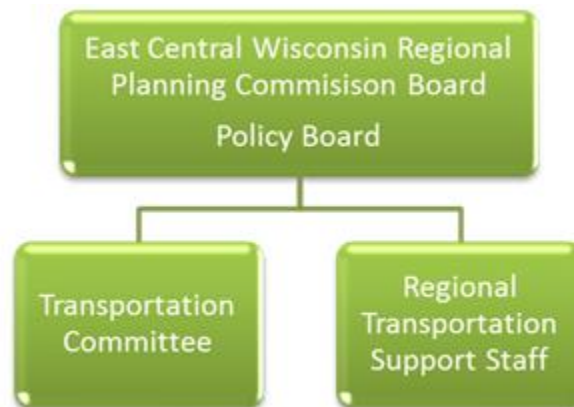 East Central Wisconsin Regional
Planning Commisison Board
Policy Board
Transportation
Committee
Regional
Transportation
Support Staff